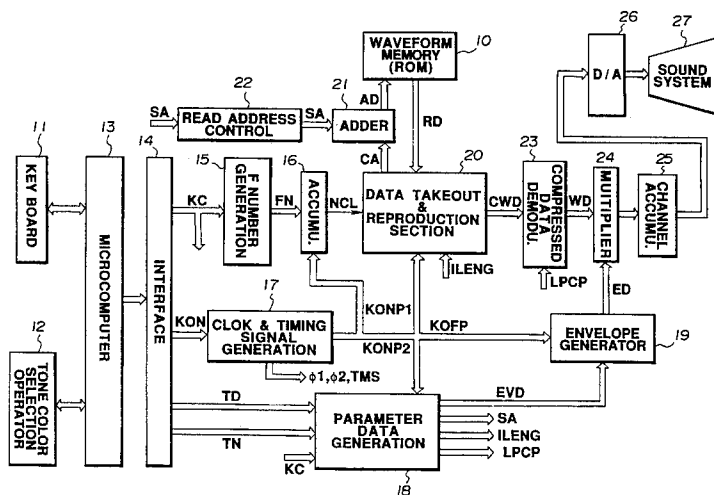 26
27
D/A
SOUND
SYSTEM
WAVEFORM
MEMORY
(ROM)
10
22
21
AD
RD
SA
READ ADDRESS
CONTROL
SA
ADDER
CA
11
13
14
15
16
20
23
24
25
KEY BOARD
MICROCOMPUTER
INTERFACE
KC
F NUMBER
GENERATION
FN
ACCUMU.
NCL
DATA TAKEOUT
&
REPRODUCTION
SECTION
CWD
COMPRESSED
DATA
DEMODU.
WD
MUTIPLIER
CHANNEL
ACCUMU.
ILENG
LPCP
ED
17
KON
CLOK & TIMING
SIGNAL
GENERATION
KONP1
KONP2
KOFP
ENVELOPE
GENERATOR
19
ϕ1,ϕ2,TMS
12
TONE COLOR
SELECTION
OPERATOR
TD
TN
KC
PARAMETER
DATA
GENERATION
18
EVD
SA
ILENG
LPCP